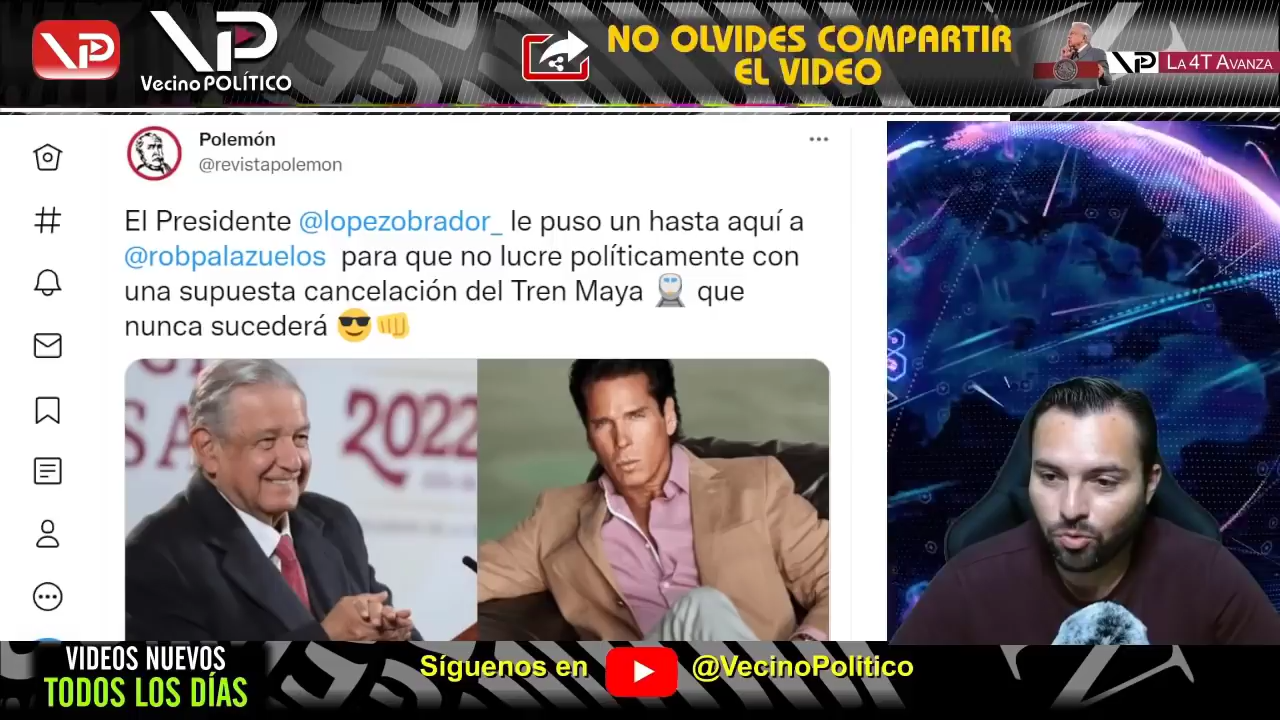 VP
VP
Vecino POLÍTICO
NO OLVIDES COMPARTIR
EL VIDEO
VP LA 4T AVANZA
Polemón
@revistapolemon
El Presidente @lopezobrador_ le puso un hasta aquí a
@robpalazuelos para que no lucre políticamente con
una supuesta cancelación del Tren Maya 🚆 que
nunca sucederá 😎👊
SA
2022
VIDEOS NUEVOS
TODOS LOS DÍAS
Síguenos en
@VecinoPolitico